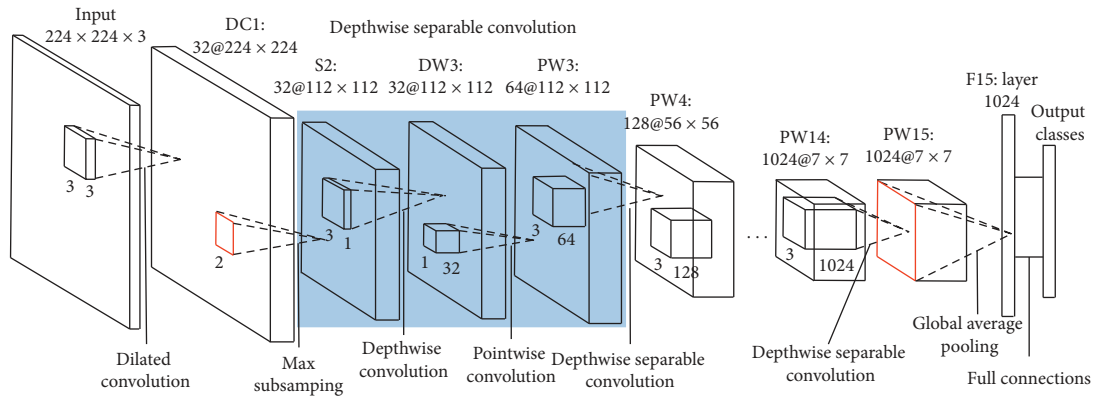 Input
224 × 224 × 3
DC1:
32@224 × 224
Depthwise separable convolution
S2:
32@112 × 112
DW3:
32@112 × 112
PW3:
64@112 × 112
PW4:
128@56 × 56
PW14:
1024@7 × 7
PW15:
1024@7 × 7
F15: layer
1024
Output
classes
3
3
2
3
1
1
32
3
64
3
128
...
3
1024
Dilated
convolution
Max
subsamping
Depthwise
convolution
Pointwise
convolution
Depthwise separable
convolution
Depthwise separable
convolution
Global average
pooling
Full connections